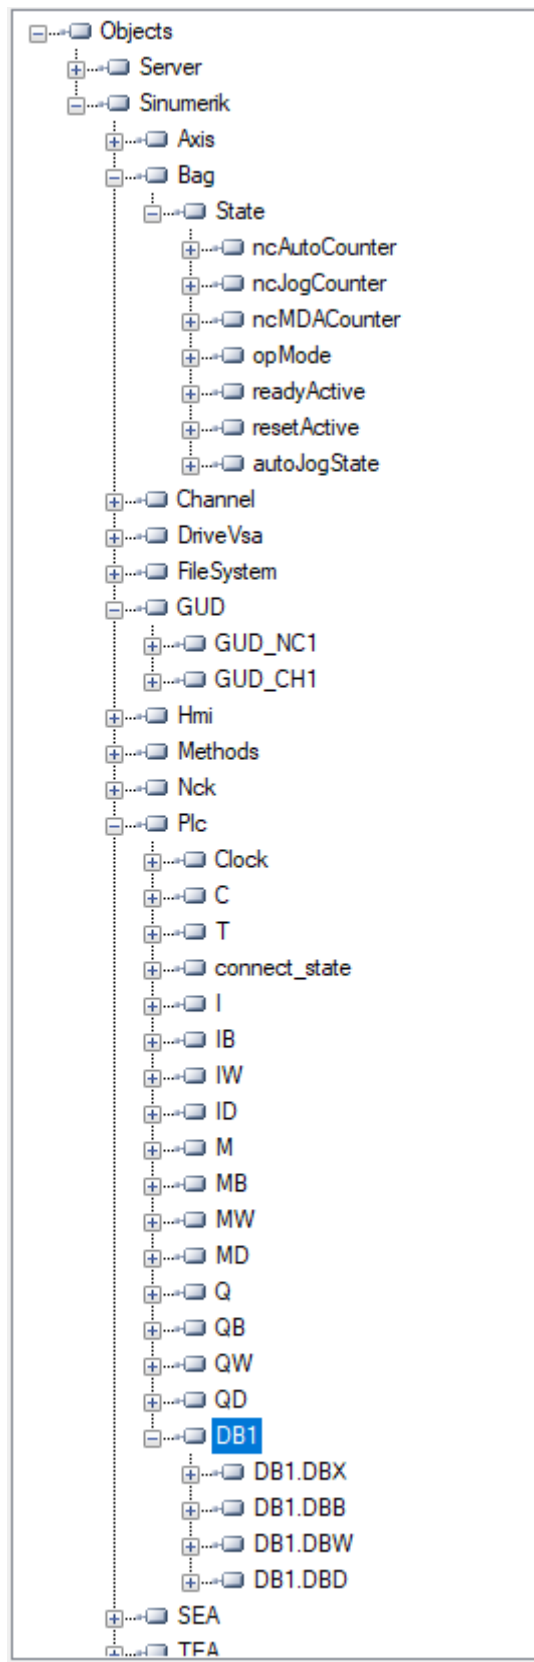 Objects
Server
Sinumerik
Axis
Bag
State
ncAutoCounter
ncJogCounter
ncMDACounter
opMode
readyActive
resetActive
autoJogState
Channel
DriveVsa
FileSystem
GUD
GUD_NC1
GUD_CH1
Hmi
Methods
Nck
Plc
Clock
C
T
connect_state
I
IB
IW
ID
M
MB
MW
MD
Q
QB
QW
QD
DB1
DB1.DBX
DB1.DBB
DB1.DBW
DB1.DBD
SEA
TEA